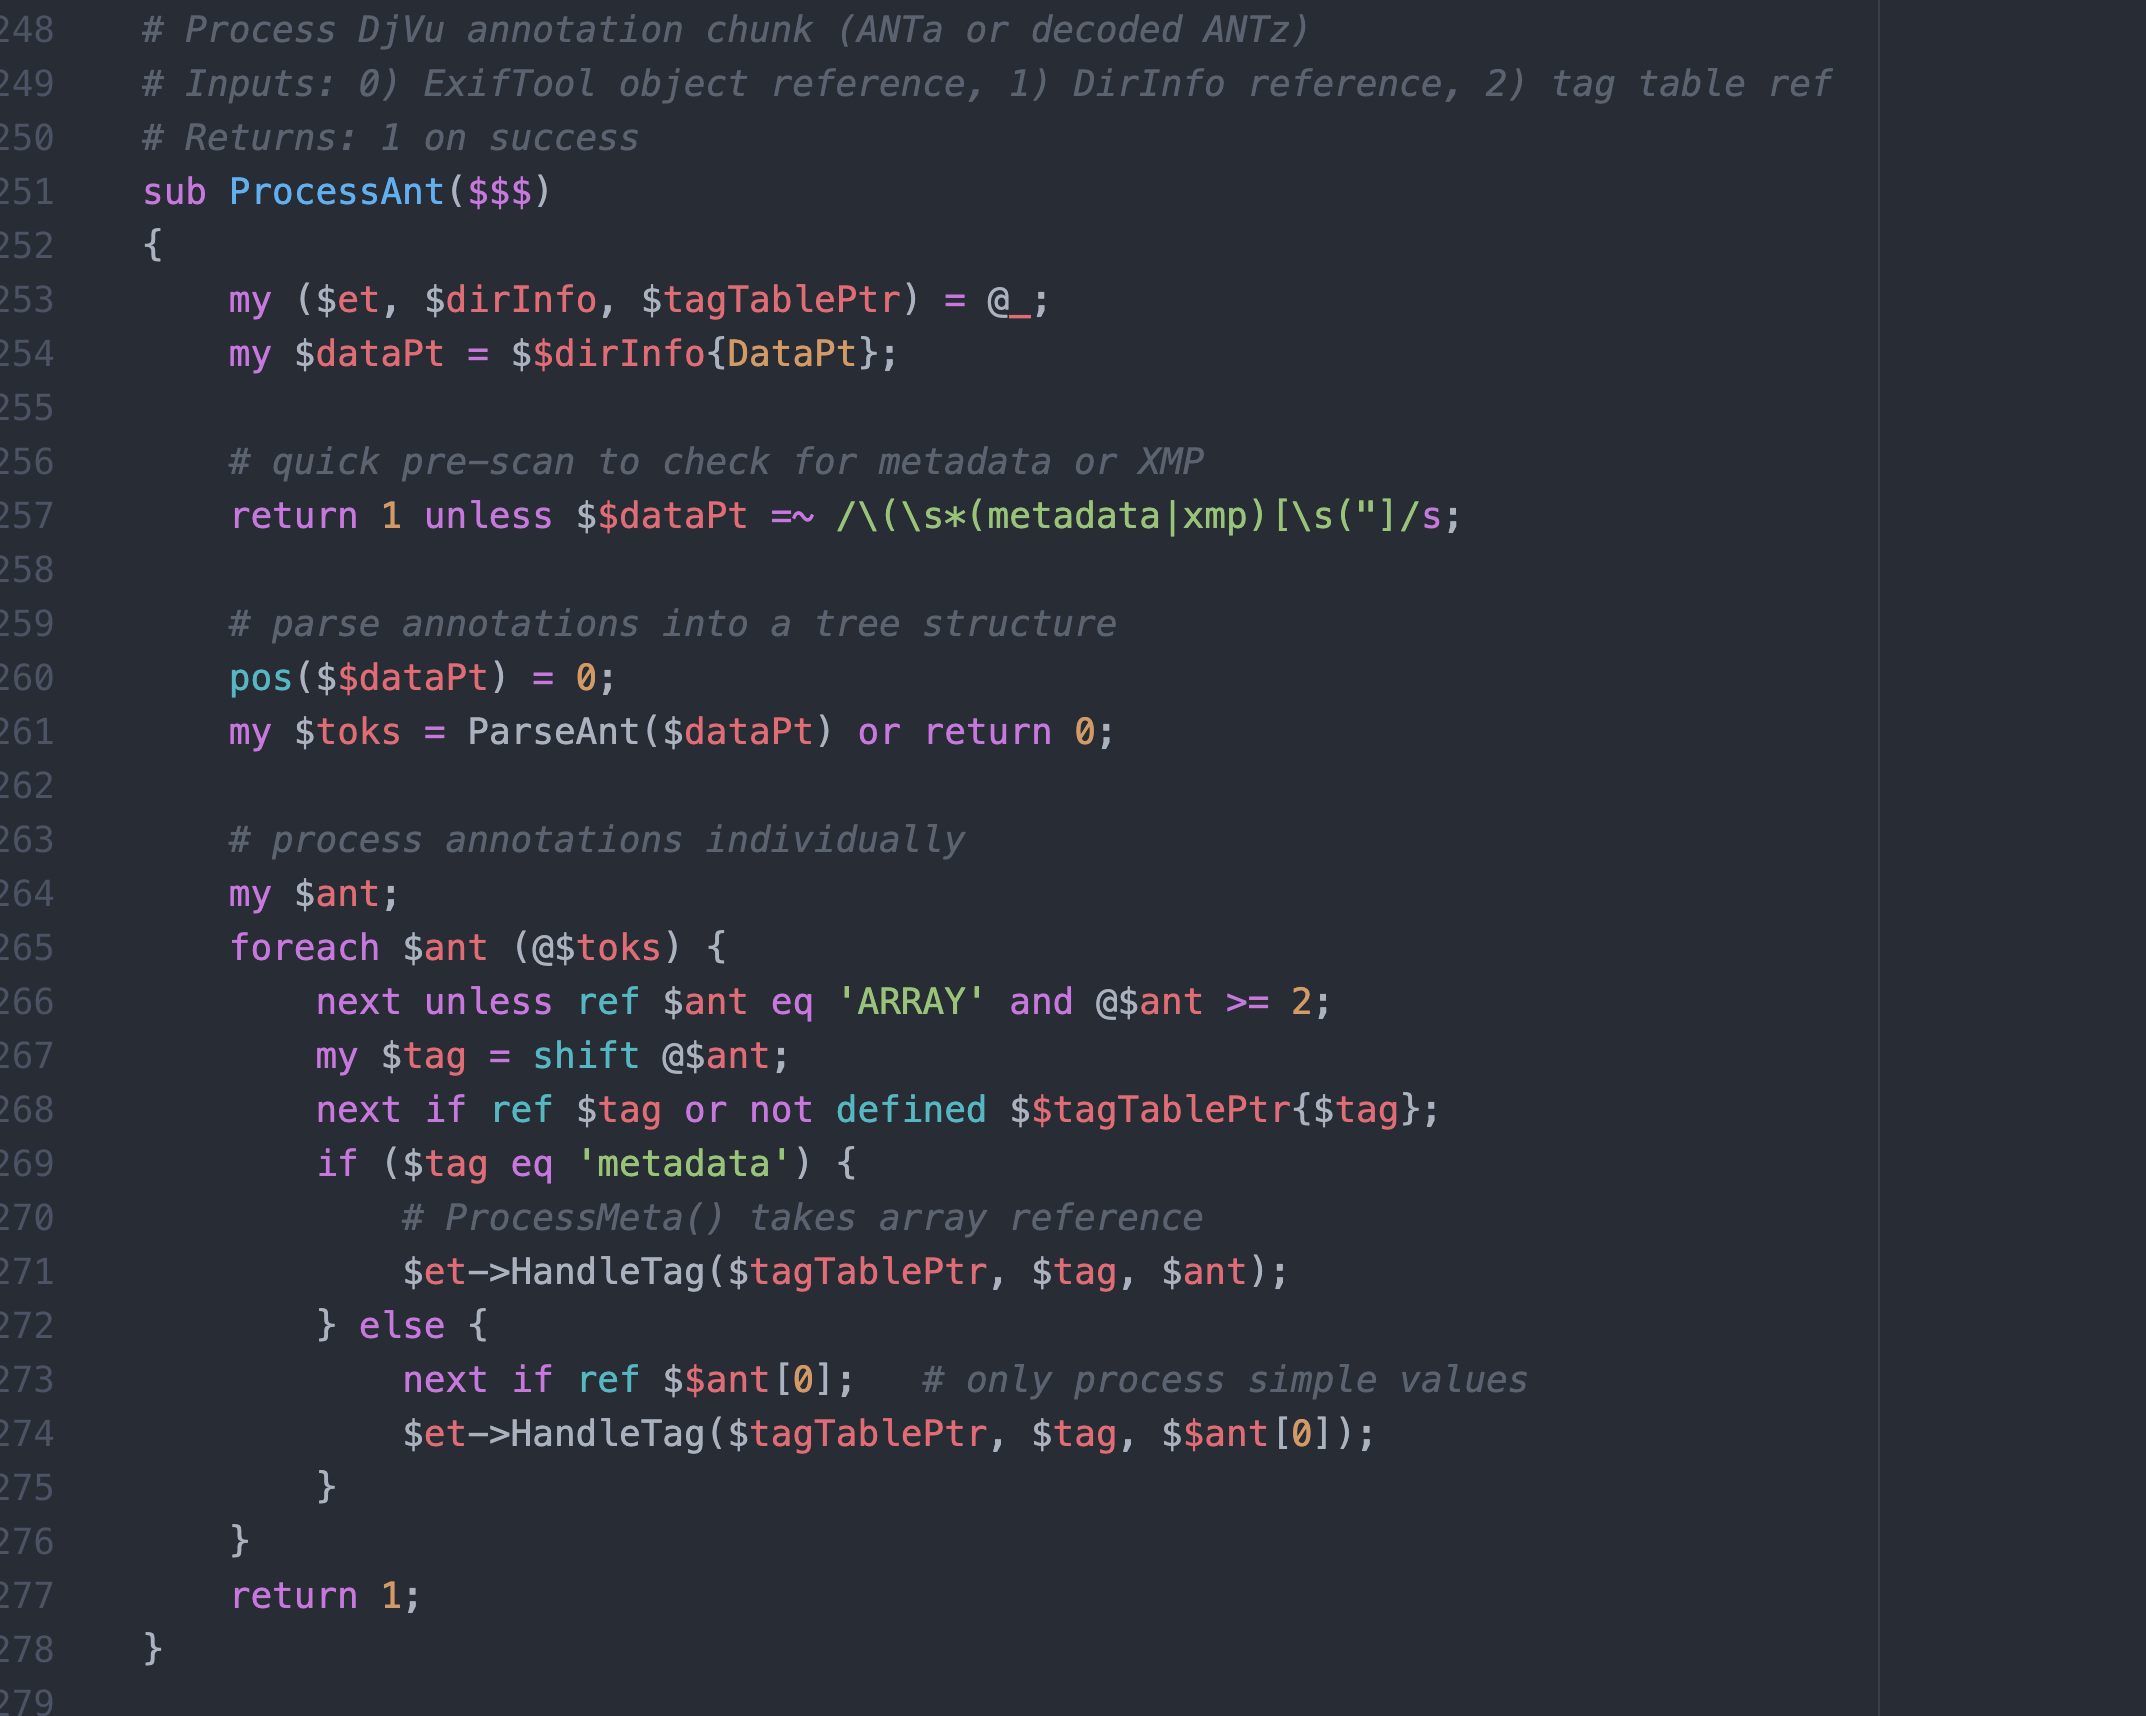 248    # Process DjVu annotation chunk (ANTa or decoded ANTz)
249    # Inputs: 0) ExifTool object reference, 1) DirInfo reference, 2) tag table ref
250    # Returns: 1 on success
251    sub ProcessAnt($$$)
252    {
253        my ($et, $dirInfo, $tagTablePtr) = @_;
254        my $dataPt = $$dirInfo{DataPt};
255
256        # quick pre-scan to check for metadata or XMP
257        return 1 unless $$dataPt =~ /\(\s*(metadata|xmp)[\s("]/s;
258
259        # parse annotations into a tree structure
260        pos($$dataPt) = 0;
261        my $toks = ParseAnt($dataPt) or return 0;
262
263        # process annotations individually
264        my $ant;
265        foreach $ant (@$toks) {
266            next unless ref $ant eq 'ARRAY' and @$ant >= 2;
267            my $tag = shift @$ant;
268            next if ref $tag or not defined $$tagTablePtr{$tag};
269            if ($tag eq 'metadata') {
270                # ProcessMeta() takes array reference
271                $et->HandleTag($tagTablePtr, $tag, $ant);
272            } else {
273                next if ref $$ant[0];   # only process simple values
274                $et->HandleTag($tagTablePtr, $tag, $$ant[0]);
275            }
276        }
277        return 1;
278    }
279